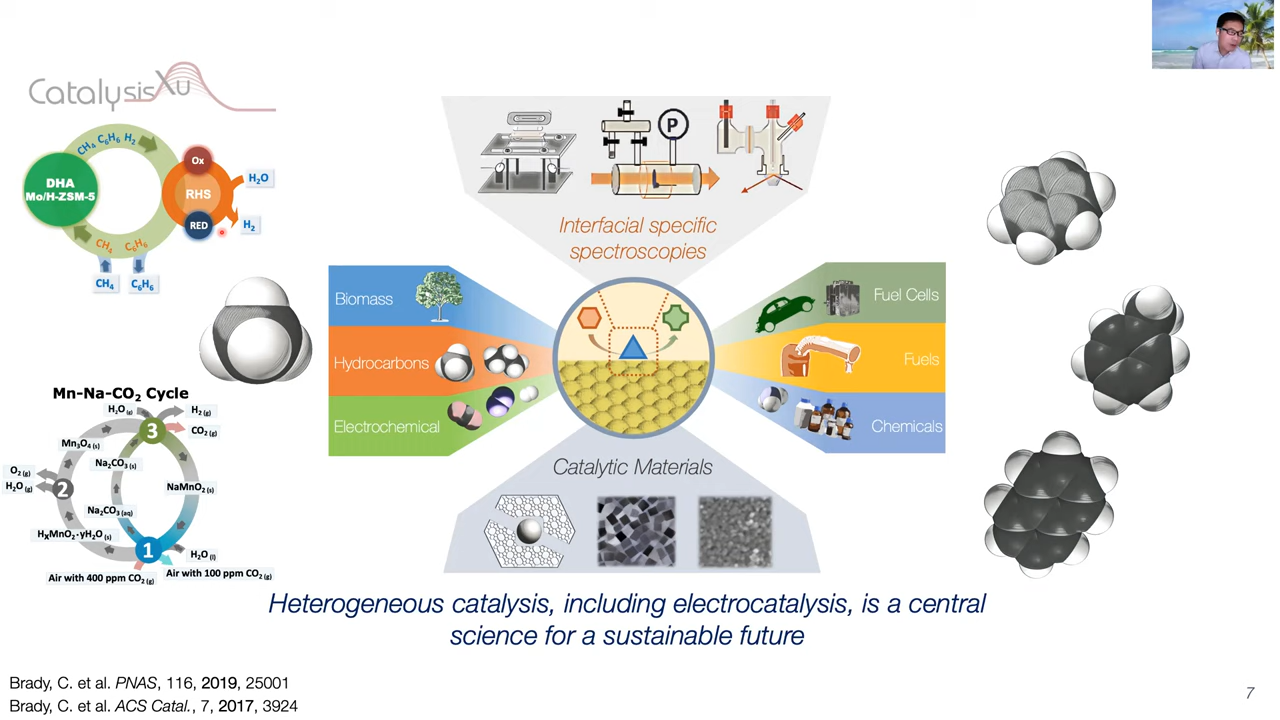 CatalysisXu
CH₄ C₆H₆ H₂
DHA
Mo/H-ZSM-5
Ox
RHS
RED
H₂O
H₂
CH₄ C₆H₆
CH₄
C₆H₆
Mn-Na-CO₂ Cycle
H₂O (g)
H₂ (g)
3
CO₂ (g)
Mn₃O₄ (s)
Na₂CO₃ (s)
O₂ (g)
H₂O (g)
2
NaMnO₂ (s)
Na₂CO₃ (aq)
HxMnO₂·yH₂O (s)
1
H₂O (l)
Air with 400 ppm CO₂ (g)
Air with 100 ppm CO₂ (g)
P
Interfacial specific
spectroscopies
Biomass
Hydrocarbons
Electrochemical
Fuel Cells
Fuels
Chemicals
Catalytic Materials
Heterogeneous catalysis, including electrocatalysis, is a central
science for a sustainable future
Brady, C. et al. PNAS, 116, 2019, 25001
Brady, C. et al. ACS Catal., 7, 2017, 3924
7